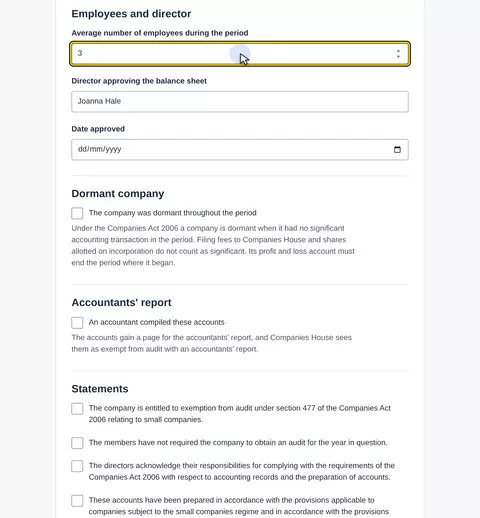 Employees and director
Average number of employees during the period
3
Director approving the balance sheet
Joanna Hale
Date approved
dd/mm/yyyy
Dormant company
The company was dormant throughout the period
Under the Companies Act 2006 a company is dormant when it had no significant
accounting transaction in the period. Filing fees to Companies House and shares
allotted on incorporation do not count as significant. Its profit and loss account must
end the period where it began.
Accountants' report
An accountant compiled these accounts
The accounts gain a page for the accountants' report, and Companies House sees
them as exempt from audit with an accountants' report.
Statements
The company is entitled to exemption from audit under section 477 of the Companies Act
2006 relating to small companies.
The members have not required the company to obtain an audit for the year in question.
The directors acknowledge their responsibilities for complying with the requirements of the
Companies Act 2006 with respect to accounting records and the preparation of accounts.
These accounts have been prepared in accordance with the provisions applicable to
companies subject to the small companies regime and in accordance with the provisions